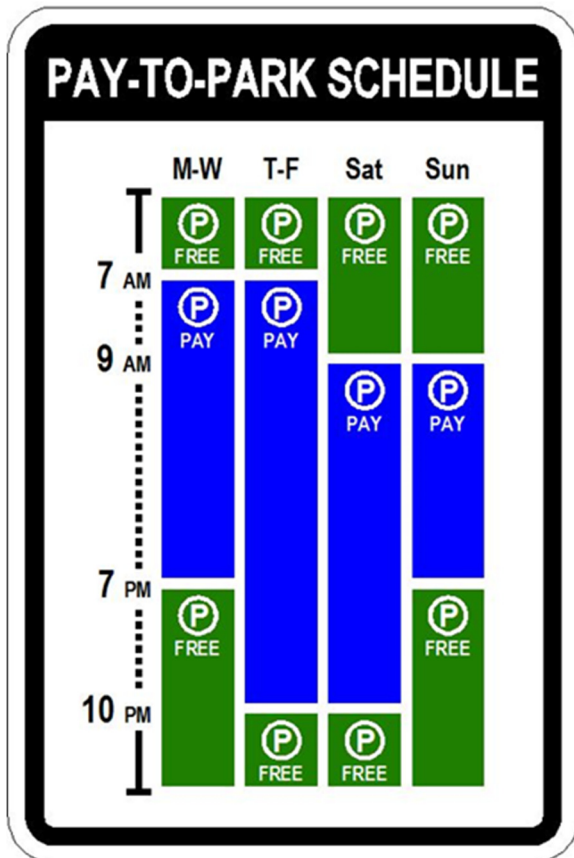 PAY-TO-PARK SCHEDULE
M-W T-F Sat Sun
P P P P
FREE FREE FREE FREE
7 AM
P P
PAY PAY
9 AM
P P
PAY PAY
7 PM
P P
FREE FREE
10 PM
P P
FREE FREE